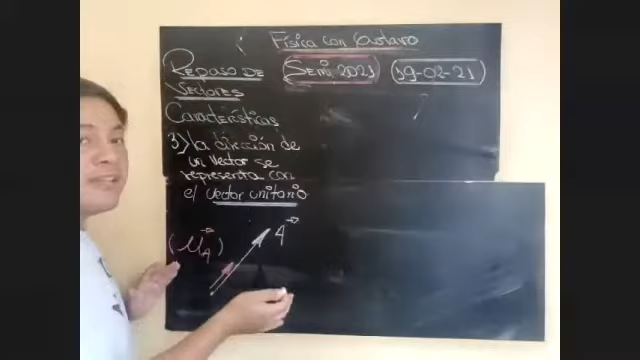 Física con Gustavo
Repaso de Vectores
(Semi 2021) (19-02-21)
Características
3) la dirección de
un vector se
representa con
el vector unitario
(μ⃗_A)
A⃗